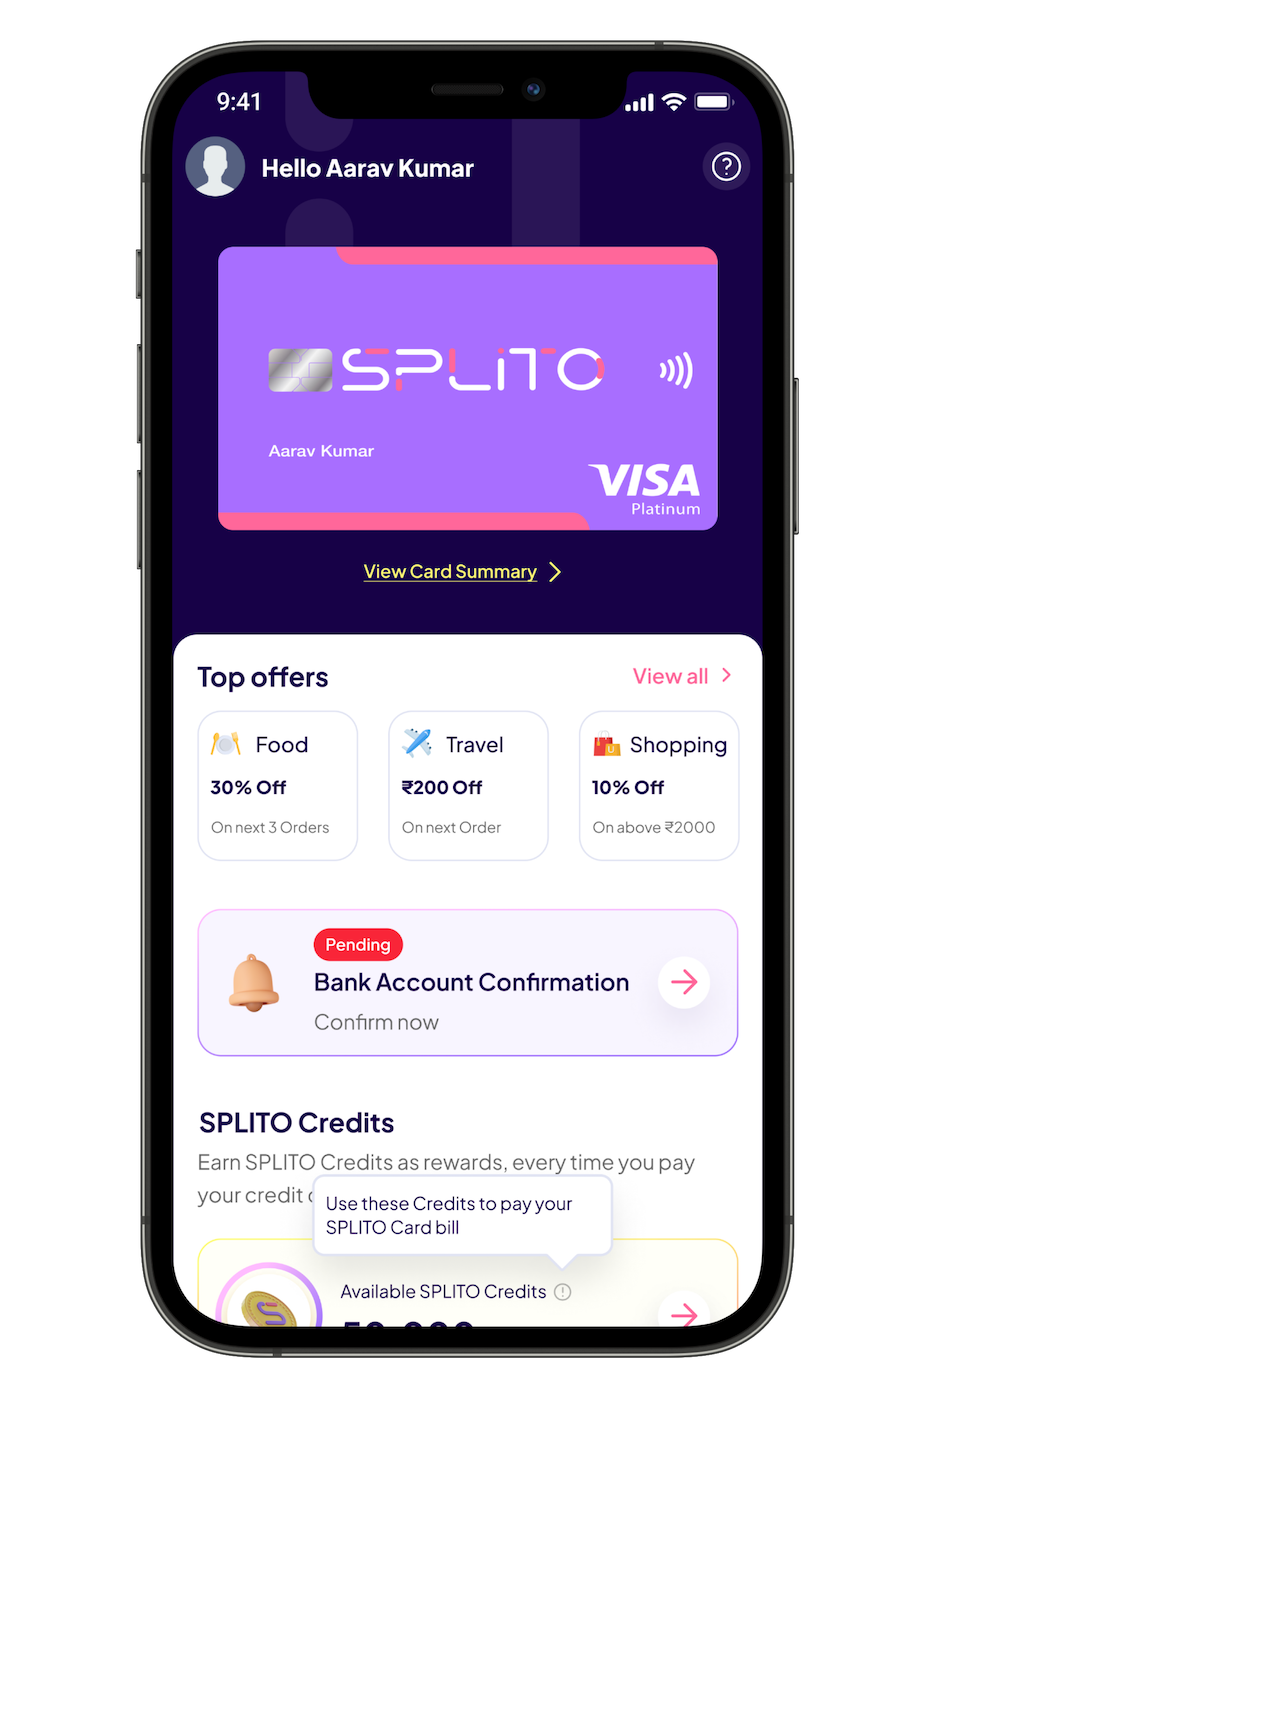 9:41
Hello Aarav Kumar
SPLITO
Aarav Kumar
VISA
Platinum
View Card Summary
Top offers
View all
Food
30% Off
On next 3 Orders
Travel
₹200 Off
On next Order
Shopping
10% Off
On above ₹2000
Pending
Bank Account Confirmation
Confirm now
SPLITO Credits
Earn SPLITO Credits as rewards, every time you pay
your credit
Use these Credits to pay your
SPLITO Card bill
Available SPLITO Credits